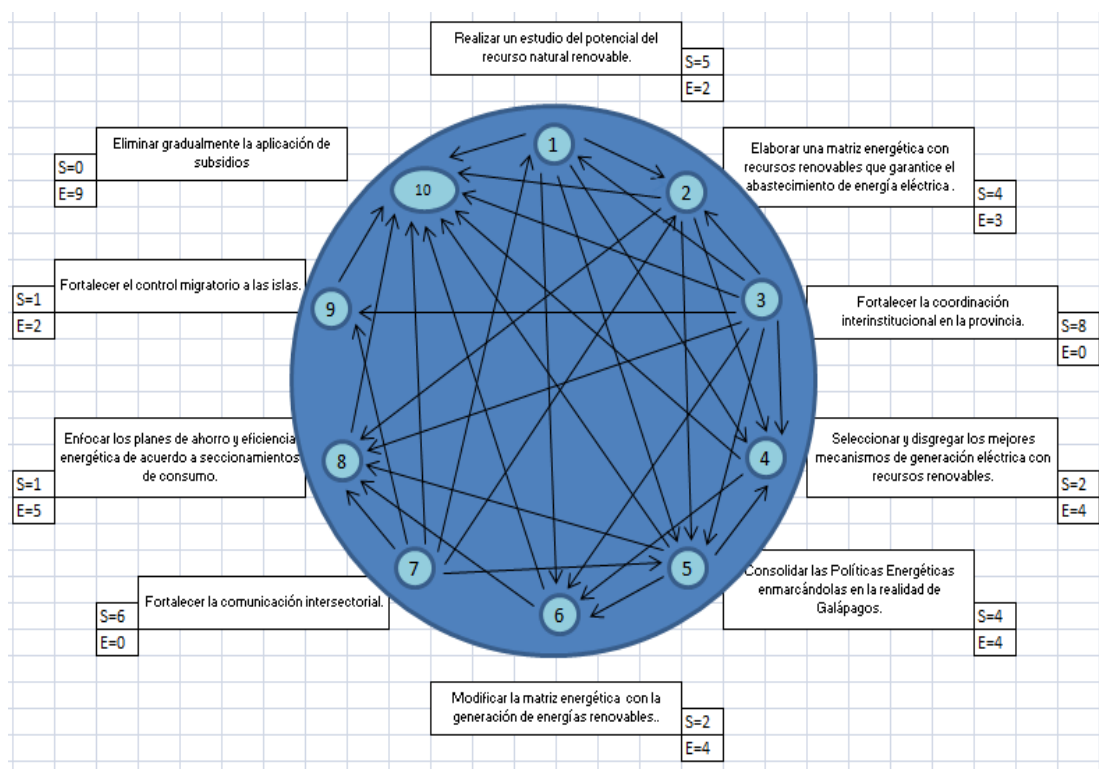 Realizar un estudio del potencial del
recurso natural renovable.
S=5
E=2
Eliminar gradualmente la aplicación de
subsidios
S=0
E=9
Elaborar una matriz energética con
recursos renovables que garantice el
abastecimiento de energía eléctrica .
S=4
E=3
Fortalecer el control migratorio a las islas.
S=1
E=2
Fortalecer la coordinación
interinstitucional en la provincia.
S=8
E=0
Enfocar los planes de ahorro y eficiencia
energética de acuerdo a seccionamientos
de consumo.
S=1
E=5
Seleccionar y disgregar los mejores
mecanismos de generación eléctrica con
recursos renovables.
S=2
E=4
Fortalecer la comunicación intersectorial.
S=6
E=0
Consolidar las Políticas Energéticas
enmarcándolas en la realidad de
Galápagos.
S=4
E=4
Modificar la matriz energética con la
generación de energías renovables..
S=2
E=4
1
2
3
4
5
6
7
8
9
10